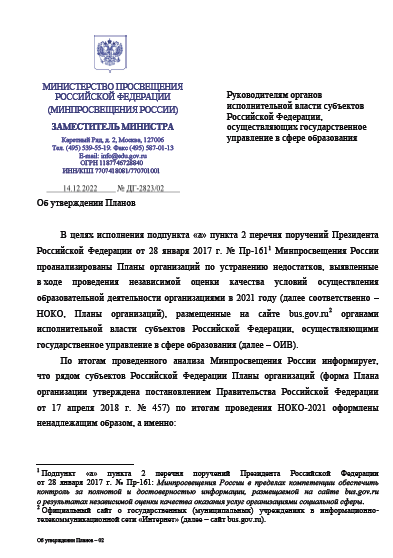 МИНИСТЕРСТВО ПРОСВЕЩЕНИЯ
РОССИЙСКОЙ ФЕДЕРАЦИИ
(МИНПРОСВЕЩЕНИЯ РОССИИ)
ЗАМЕСТИТЕЛЬ МИНИСТРА
Каретный Ряд, д. 2, Москва, 127006
Тел. (495) 539-55-19. Факс (495) 587-01-13
E-mail: info@edu.gov.ru
ОГРН 1187746728840
ИНН/КПП 7707418081/770701001
14.12.2022 № ДГ-2823/02
Руководителям органов
исполнительной власти субъектов
Российской Федерации,
осуществляющих государственное
управление в сфере образования
Об утверждении Планов
В целях исполнения подпункта «а» пункта 2 перечня поручений Президента
Российской Федерации от 28 января 2017 г. № Пр-161¹ Минпросвещения России
проанализированы Планы организаций по устранению недостатков, выявленные
в ходе проведения независимой оценки качества условий осуществления
образовательной деятельности организациями в 2021 году (далее соответственно –
НОКО, Планы организаций), размещенные на сайте bus.gov.ru² органами
исполнительной власти субъектов Российской Федерации, осуществляющими
государственное управление в сфере образования (далее – ОИВ).
По итогам проведенного анализа Минпросвещения России информирует,
что рядом субъектов Российской Федерации Планы организаций (форма Плана
организации утверждена постановлением Правительства Российской Федерации
от 17 апреля 2018 г. № 457) по итогам проведения НОКО-2021 оформлены
ненадлежащим образом, а именно:
¹ Подпункт «а» пункта 2 перечня поручений Президента Российской Федерации
от 28 января 2017 г. № Пр-161: Минпросвещения России в пределах компетенции обеспечить
контроль за полнотой и достоверностью информации, размещаемой на сайте bus.gov.ru
о результатах независимой оценки качества оказания услуг организациями социальной сферы.
² Официальный сайт о государственных (муниципальных) учреждениях в информационно-
телекоммуникационной сети «Интернет» (далее – сайт bus.gov.ru).
Об утверждении Планов – 02